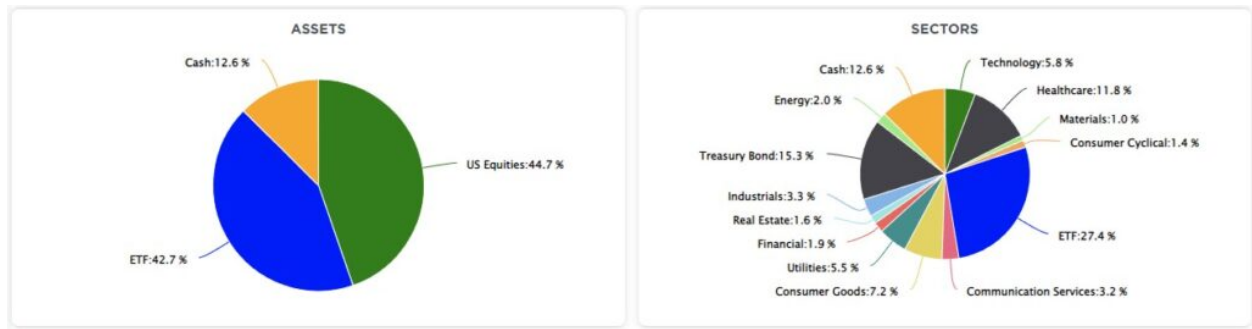 ASSETS
Cash:12.6 %
US Equities:44.7 %
ETF:42.7 %
SECTORS
Technology:5.8 %
Healthcare:11.8 %
Materials:1.0 %
Consumer Cyclical:1.4 %
ETF:27.4 %
Communication Services:3.2 %
Consumer Goods:7.2 %
Utilities:5.5 %
Financial:1.9 %
Real Estate:1.6 %
Industrials:3.3 %
Treasury Bond:15.3 %
Energy:2.0 %
Cash:12.6 %